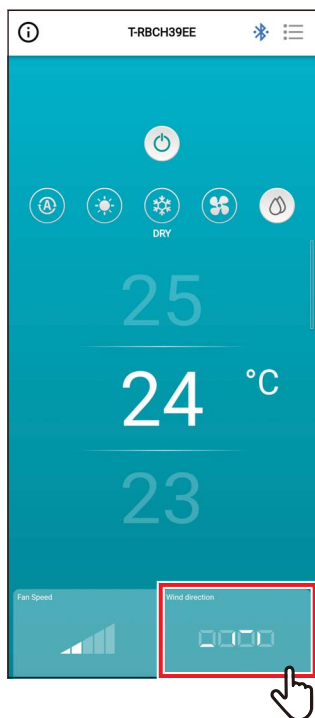 T-RBCH39EE
A
DRY
25
24 °C
23
Fan Speed
Wind direction